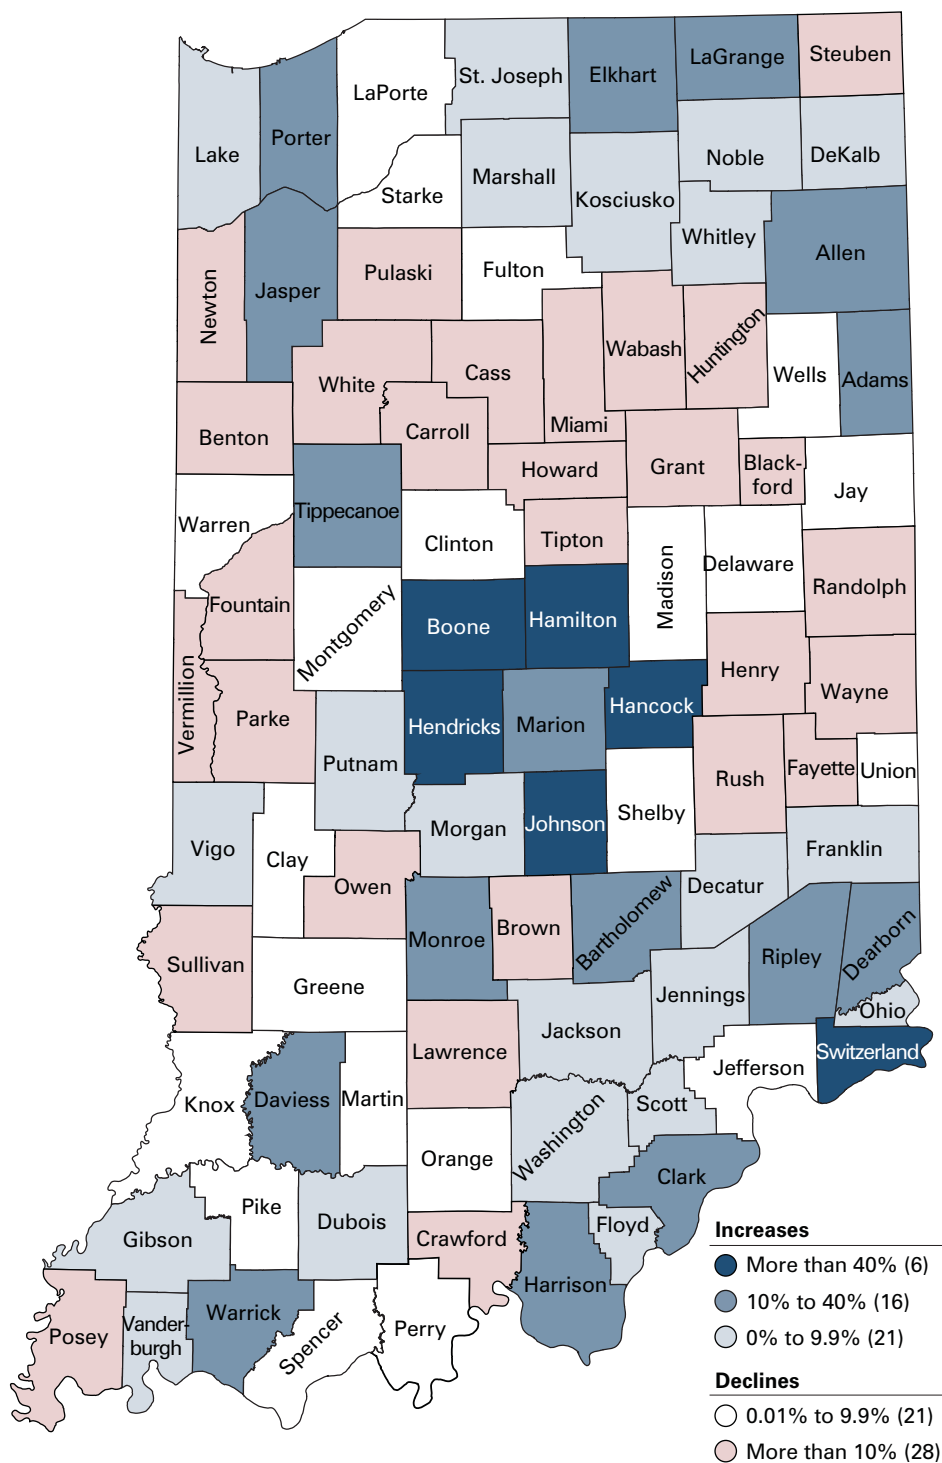 St. Joseph
Elkhart
LaGrange
Steuben
LaPorte
Porter
Lake
Noble
DeKalb
Marshall
Starke
Kosciusko
Whitley
Allen
Newton
Jasper
Pulaski
Fulton
Wabash
Huntington
Wells
Adams
White
Cass
Miami
Benton
Carroll
Howard
Grant
Black-
ford
Jay
Warren
Tippecanoe
Clinton
Tipton
Madison
Delaware
Randolph
Fountain
Montgomery
Boone
Hamilton
Vermillion
Parke
Hendricks
Marion
Hancock
Henry
Wayne
Putnam
Rush
Fayette
Union
Vigo
Clay
Morgan
Johnson
Shelby
Franklin
Owen
Decatur
Monroe
Brown
Bartholomew
Ripley
Dearborn
Sullivan
Greene
Jennings
Ohio
Jackson
Lawrence
Switzerland
Jefferson
Knox
Daviess
Martin
Scott
Washington
Orange
Clark
Pike
Dubois
Gibson
Crawford
Floyd
Harrison
Posey
Vander-
burgh
Warrick
Spencer
Perry
Increases
More than 40% (6)
10% to 40% (16)
0% to 9.9% (21)
Declines
0.01% to 9.9% (21)
More than 10% (28)